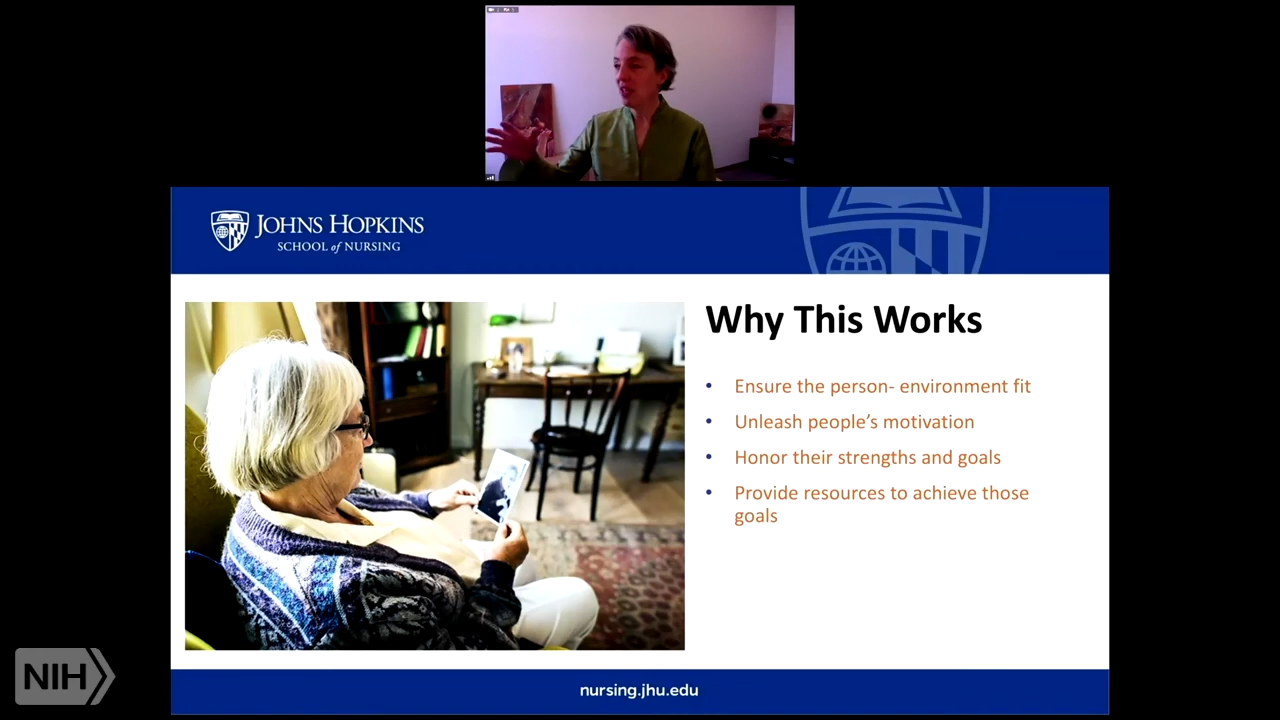 JOHNS HOPKINS
SCHOOL of NURSING
Why This Works
• Ensure the person- environment fit
• Unleash people’s motivation
• Honor their strengths and goals
• Provide resources to achieve those
goals
NIH
nursing.jhu.edu